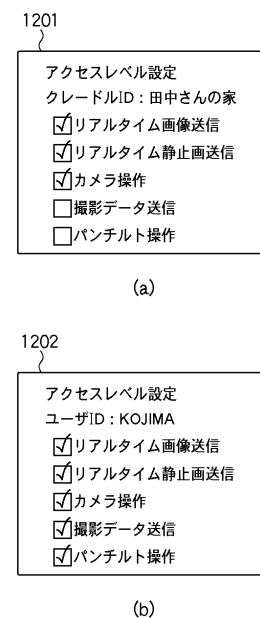 1201
アクセスレベル設定
クレードルID：田中さんの家
☑リアルタイム画像送信
☑リアルタイム静止画送信
☑カメラ操作
☐撮影データ送信
☐パンチルト操作
(a)
1202
アクセスレベル設定
ユーザID：KOJIMA
☑リアルタイム画像送信
☑リアルタイム静止画送信
☑カメラ操作
☑撮影データ送信
☑パンチルト操作
(b)